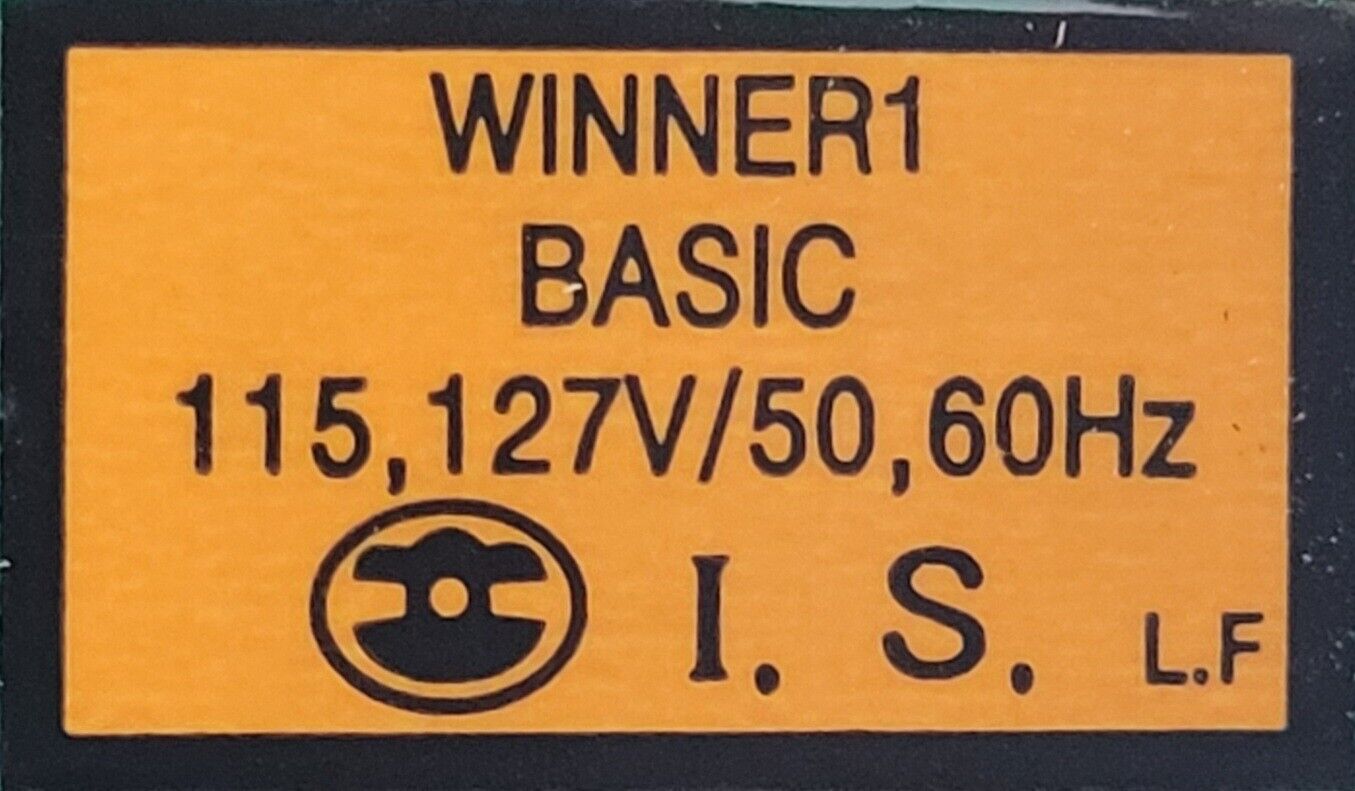 WINNER1
BASIC
115,127V/50,60Hz
I. S. L.F